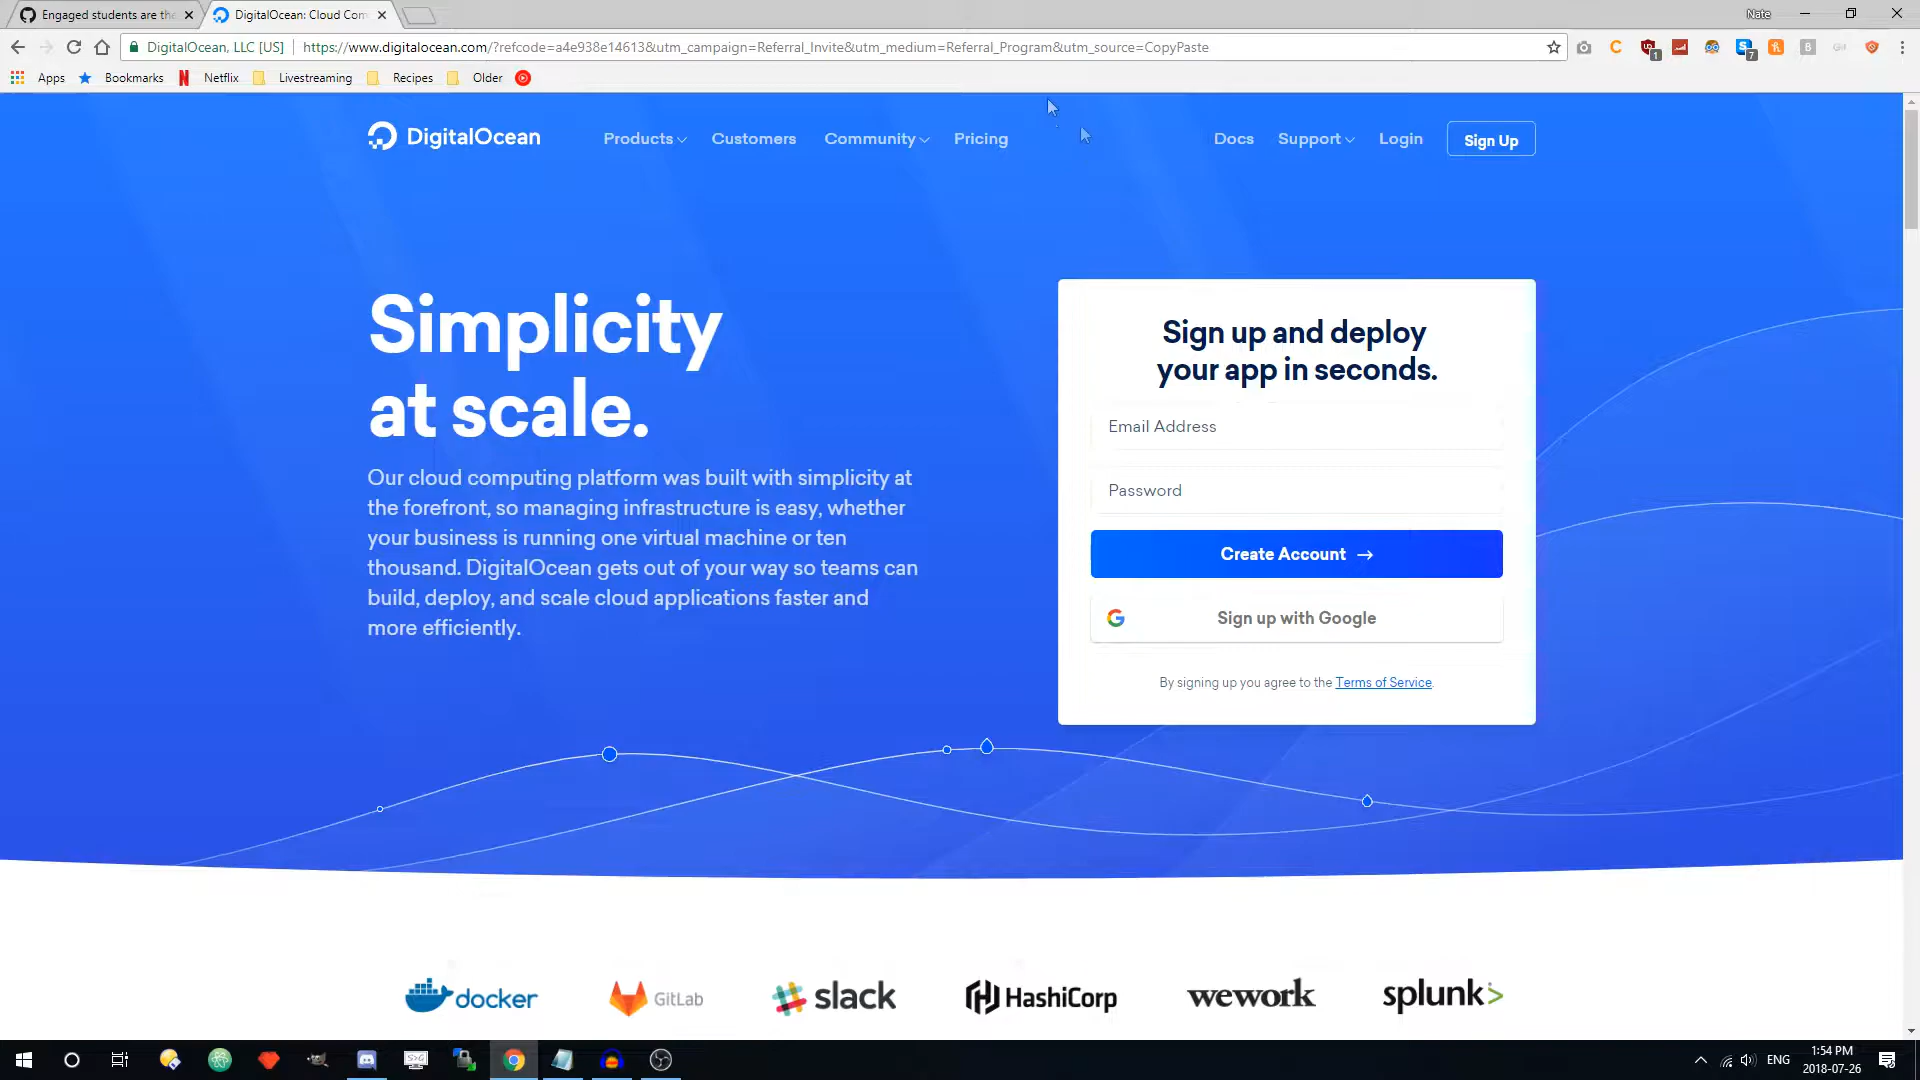 Engaged students are the
DigitalOcean: Cloud Com
Nate
DigitalOcean, LLC [US]
https://www.digitalocean.com/?refcode=a4e938e14613&utm_campaign=Referral_Invite&utm_medium=Referral_Program&utm_source=CopyPaste
Apps
Bookmarks
Netflix
Livestreaming
Recipes
Older
DigitalOcean
Products
Customers
Community
Pricing
Docs
Support
Login
Sign Up
Simplicity
at scale.
Our cloud computing platform was built with simplicity at
the forefront, so managing infrastructure is easy, whether
your business is running one virtual machine or ten
thousand. DigitalOcean gets out of your way so teams can
build, deploy, and scale cloud applications faster and
more efficiently.
Sign up and deploy
your app in seconds.
Email Address
Password
Create Account →
Sign up with Google
By signing up you agree to the Terms of Service.
docker
GitLab
slack
HashiCorp
wework
splunk>
ENG
1:54 PM
2018-07-26